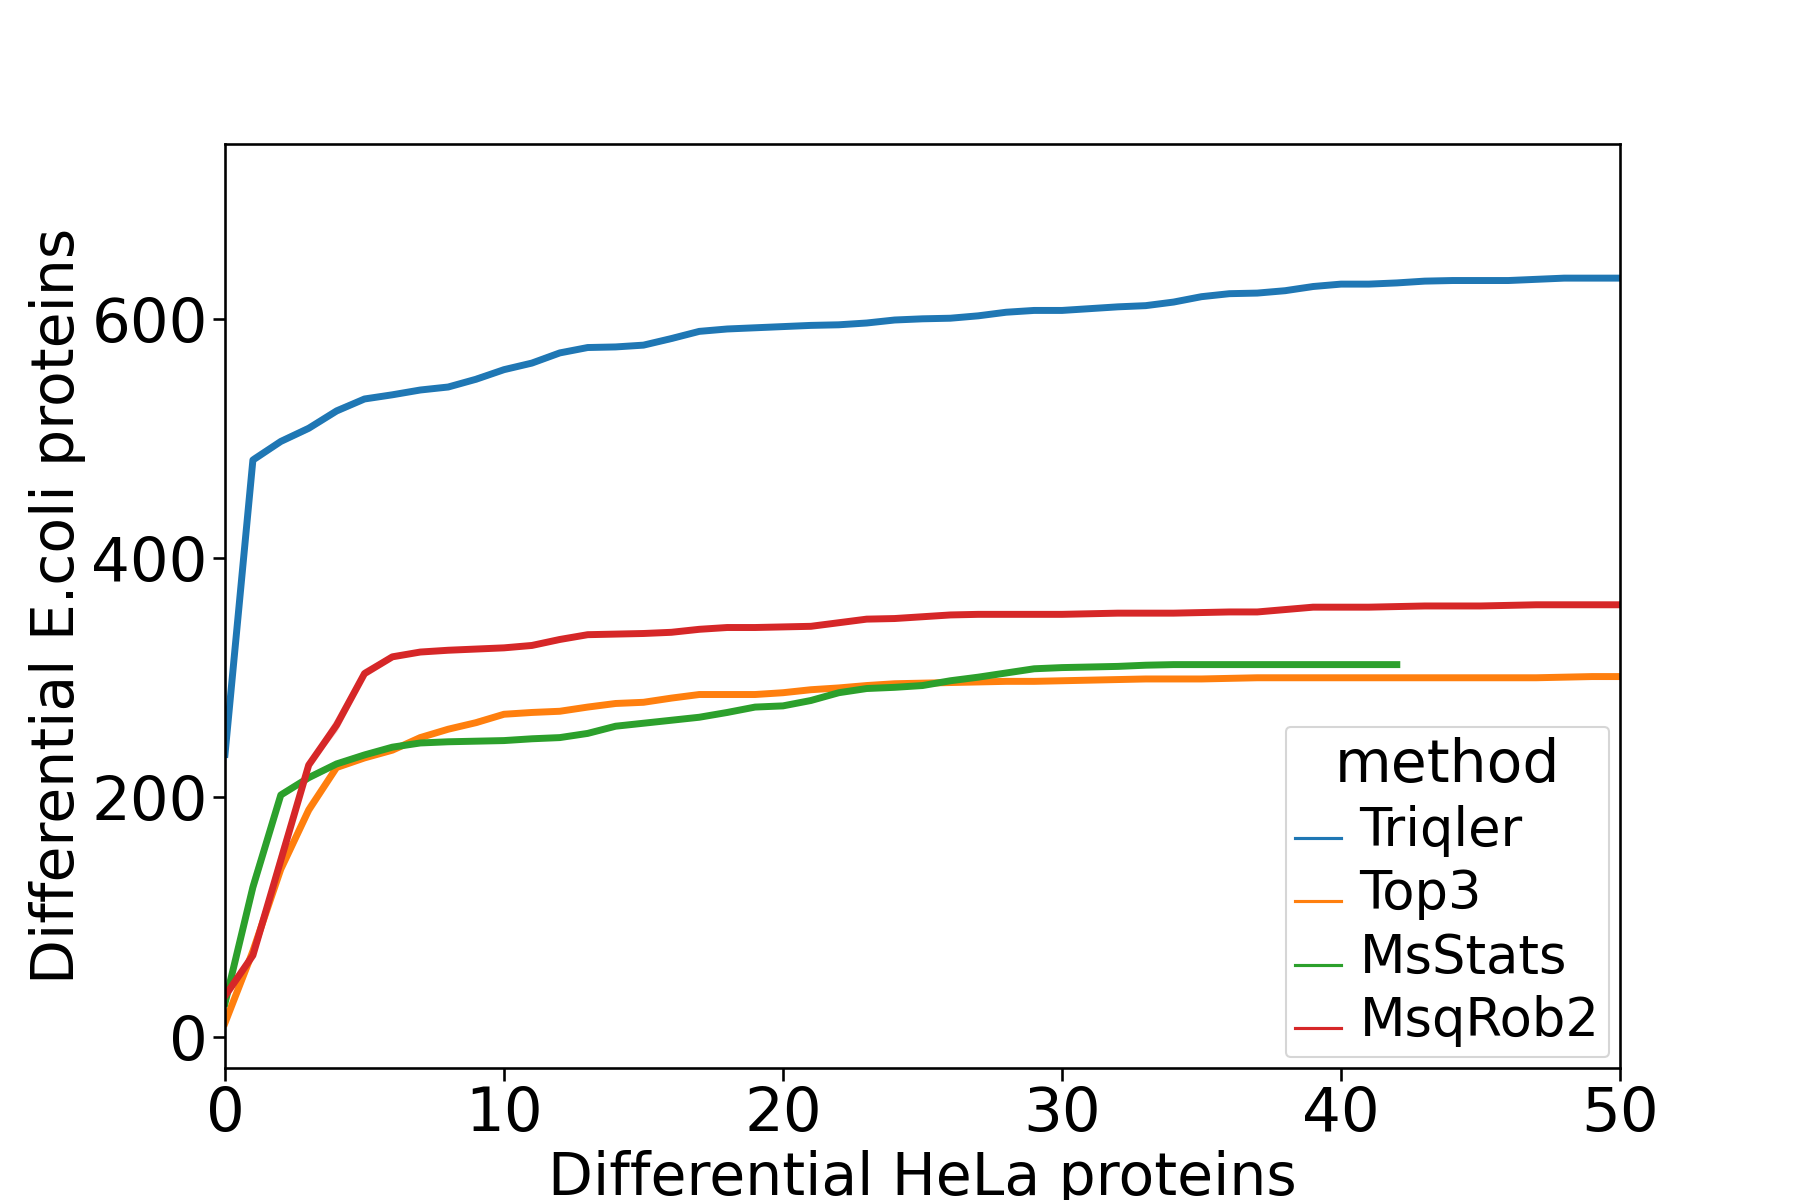 Differential E.coli proteins
600
400
200
0
0 10 20 30 40 50
Differential HeLa proteins
method
Triqler
Top3
MsStats
MsqRob2